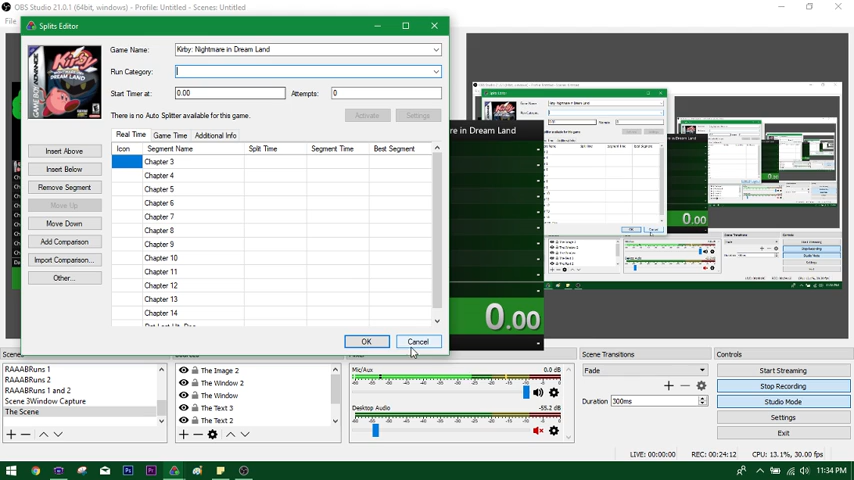 OBS Studio 21.0.1 (64bit, windows) - Profile: Untitled - Scenes: Untitled
File
Splits Editor
Game Name:
Kirby: Nightmare in Dream Land
Run Category:
Start Timer at:
0.00
Attempts:
0
There is no Auto Splitter available for this game.
Activate
Settings
Real Time
Game Time
Additional Info
Icon
Segment Name
Split Time
Segment Time
Best Segment
Insert Above
Insert Below
Remove Segment
Move Up
Move Down
Add Comparison
Import Comparison...
Other...
Chapter 3
Chapter 4
Chapter 5
Chapter 6
Chapter 7
Chapter 8
Chapter 9
Chapter 10
Chapter 11
Chapter 12
Chapter 13
Chapter 14
OK
Cancel
re in Dream Land
0.00
Scenes
RAAABRuns 1
RAAABRuns 2
RAAABRuns 1 and 2
Scene 3Window Capture
The Scene
Sources
The Image 2
The Window 2
The Window
The Text 3
The Text 2
Mixer
Mic/Aux
0.0 dB
Desktop Audio
-55.2 dB
Scene Transitions
Fade
Duration
300ms
Controls
Start Streaming
Stop Recording
Studio Mode
Settings
Exit
LIVE: 00:00:00
REC: 00:24:12
CPU: 13.1%, 30.00 fps
11:34 PM